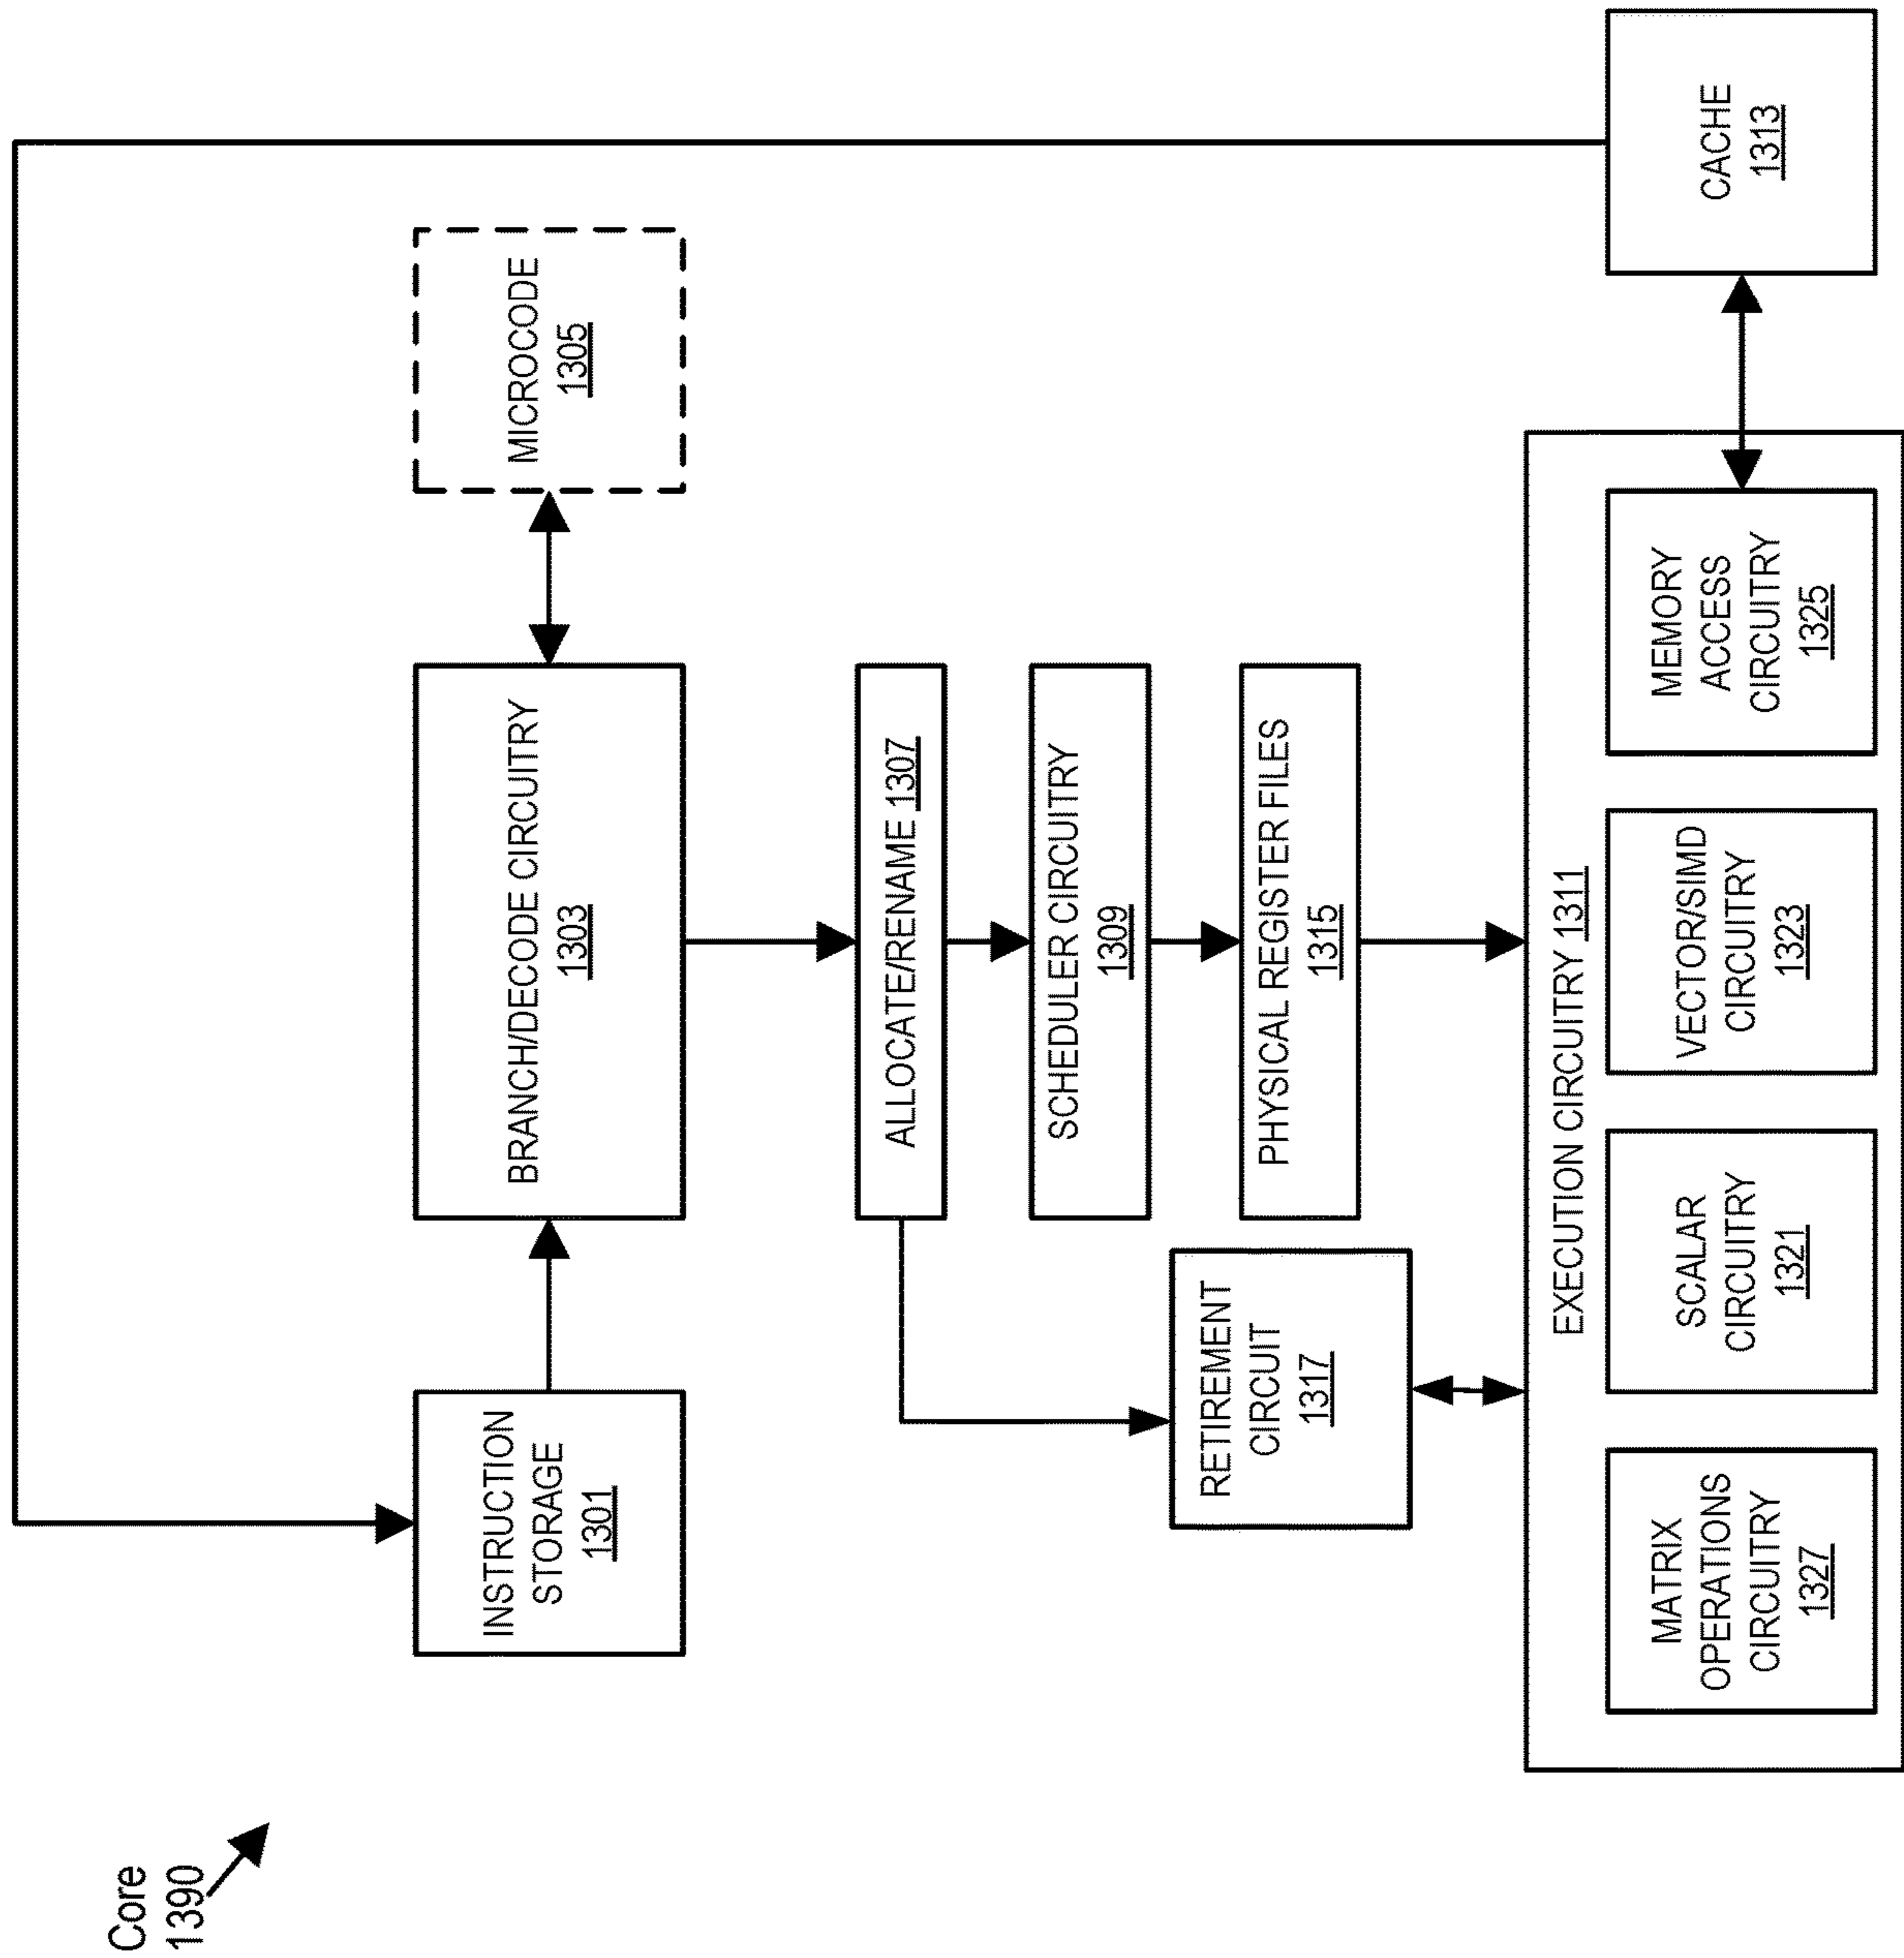 Core
1390
INSTRUCTION
STORAGE
1301
BRANCH/DECODE CIRCUITRY
1303
MICROCODE
1305
ALLOCATE/RENAME 1307
SCHEDULER CIRCUITRY
1309
PHYSICAL REGISTER FILES
1315
RETIREMENT
CIRCUIT
1317
EXECUTION CIRCUITRY 1311
MATRIX
OPERATIONS
CIRCUITRY
1327
SCALAR
CIRCUITRY
1321
VECTOR/SIMD
CIRCUITRY
1323
MEMORY
ACCESS
CIRCUITRY
1325
CACHE
1313